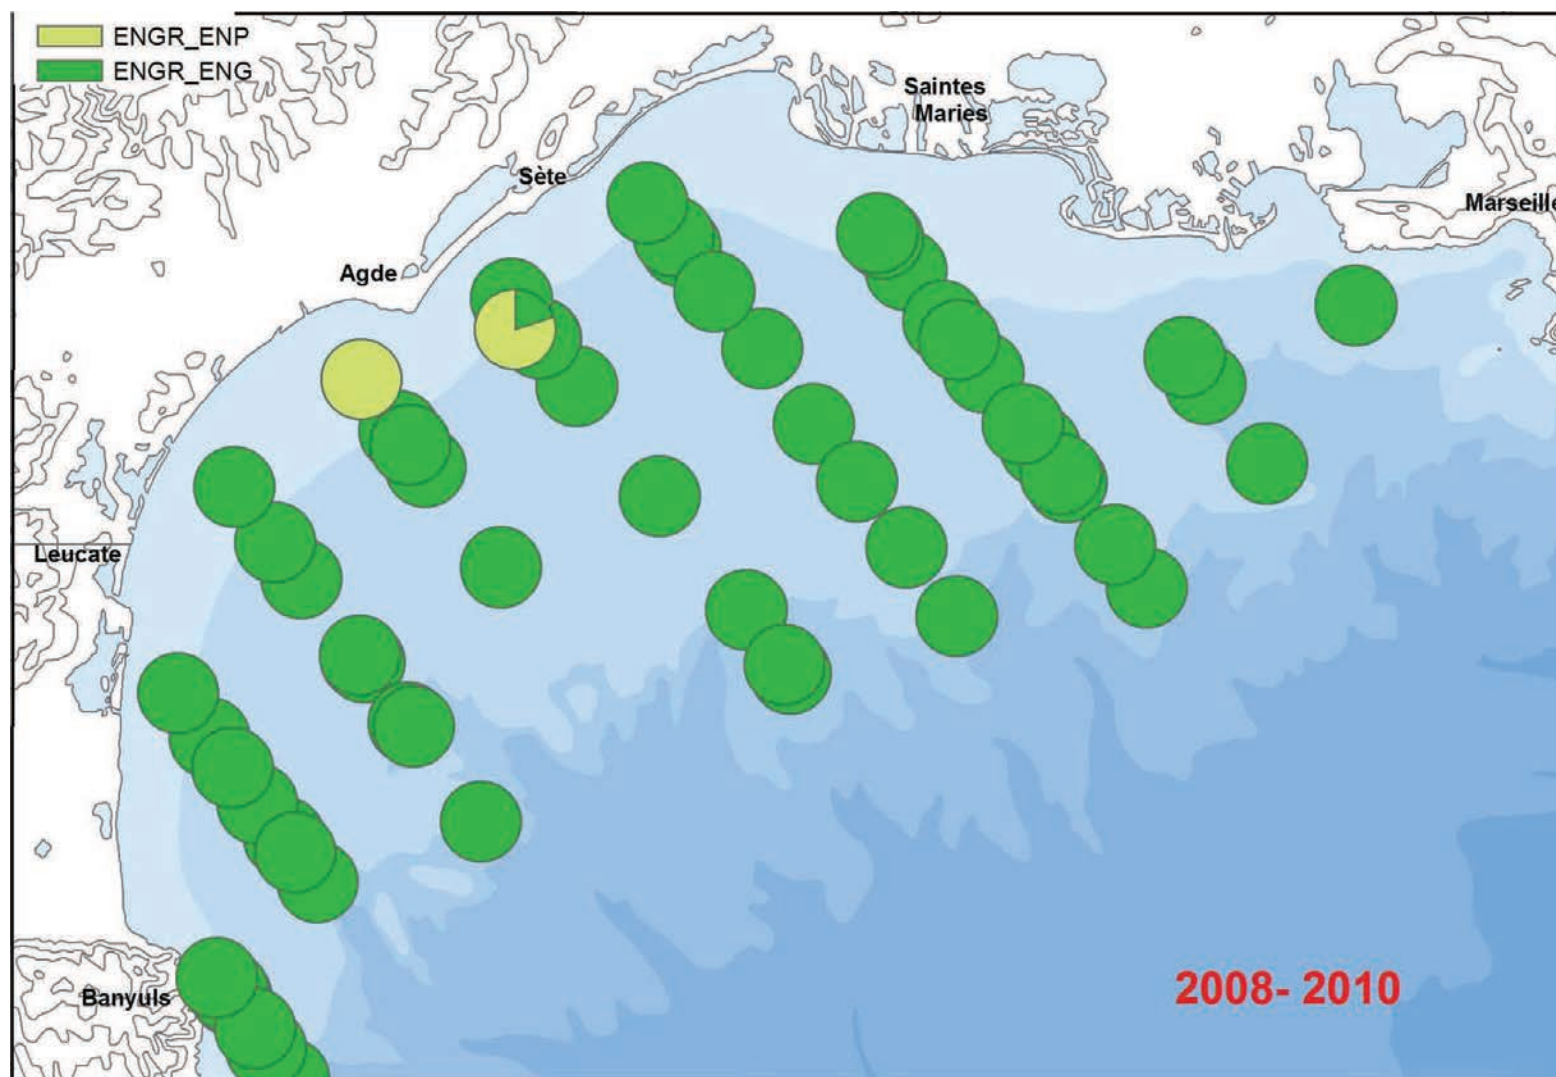 ENGR_ENP
ENGR_ENG
Saintes
Maries
Sète
Marseille
Agde
Leucate
Banyuls
2008- 2010